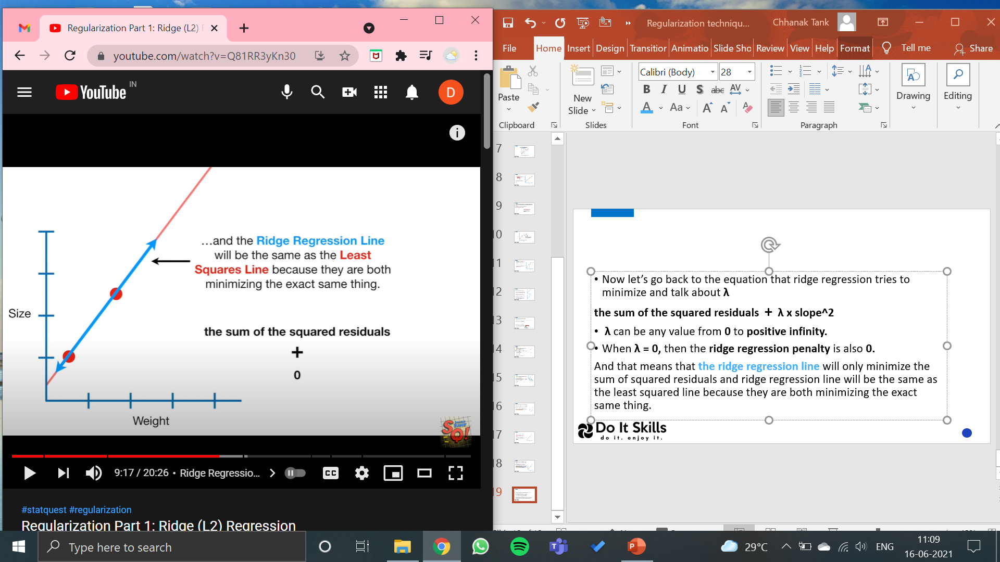 Regularization Part 1: Ridge (L2)
youtube.com/watch?v=Q81RR3yKn30
YouTube IN
D
...and the Ridge Regression Line
will be the same as the Least
Squares Line because they are both
minimizing the exact same thing.
Size
the sum of the squared residuals
+
0
Weight
9:17 / 20:26 • Ridge Regressio...
CC
#statquest #regularization
Regularization Part 1: Ridge (L2) Regression
Regularization techniqu...
Chhanak Tank
File Home Insert Design Transition Animatio Slide Sho Review View Help Format Tell me Share
Paste
Clipboard
New
Slide
Slides
Calibri (Body) 28
B I U S abc AV
A Aa A A
Font
Paragraph
Drawing
Editing
7
8
9
10
11
12
13
14
15
16
17
18
19
• Now let's go back to the equation that ridge regression tries to
minimize and talk about λ
the sum of the squared residuals + λ x slope^2
• λ can be any value from 0 to positive infinity.
• When λ = 0, then the ridge regression penalty is also 0.
And that means that the ridge regression line will only minimize the
sum of squared residuals and ridge regression line will be the same as
the least squared line because they are both minimizing the exact
same thing.
Do It Skills
do it. enjoy it.
Type here to search
29°C
ENG
11:09
16-06-2021